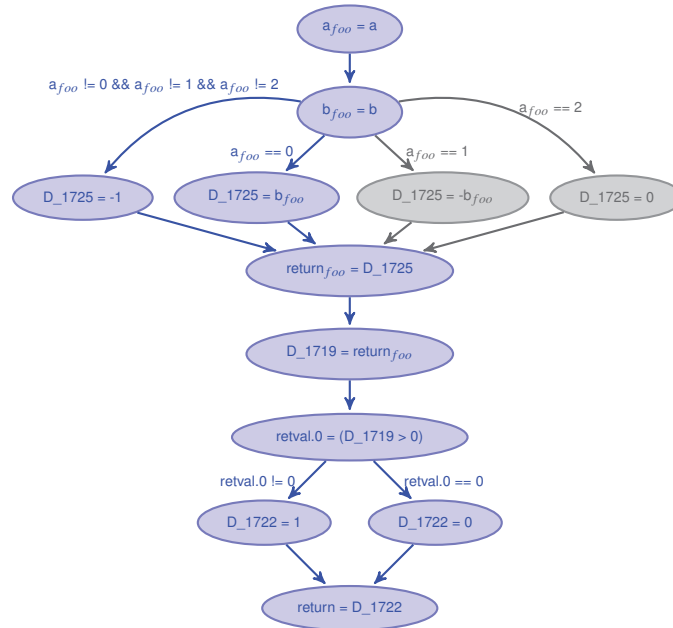 a_foo = a
a_foo != 0 && a_foo != 1 && a_foo != 2
b_foo = b
a_foo == 2
a_foo == 0
a_foo == 1
D_1725 = -1
D_1725 = b_foo
D_1725 = -b_foo
D_1725 = 0
return_foo = D_1725
D_1719 = return_foo
retval.0 = (D_1719 > 0)
retval.0 != 0
retval.0 == 0
D_1722 = 1
D_1722 = 0
return = D_1722